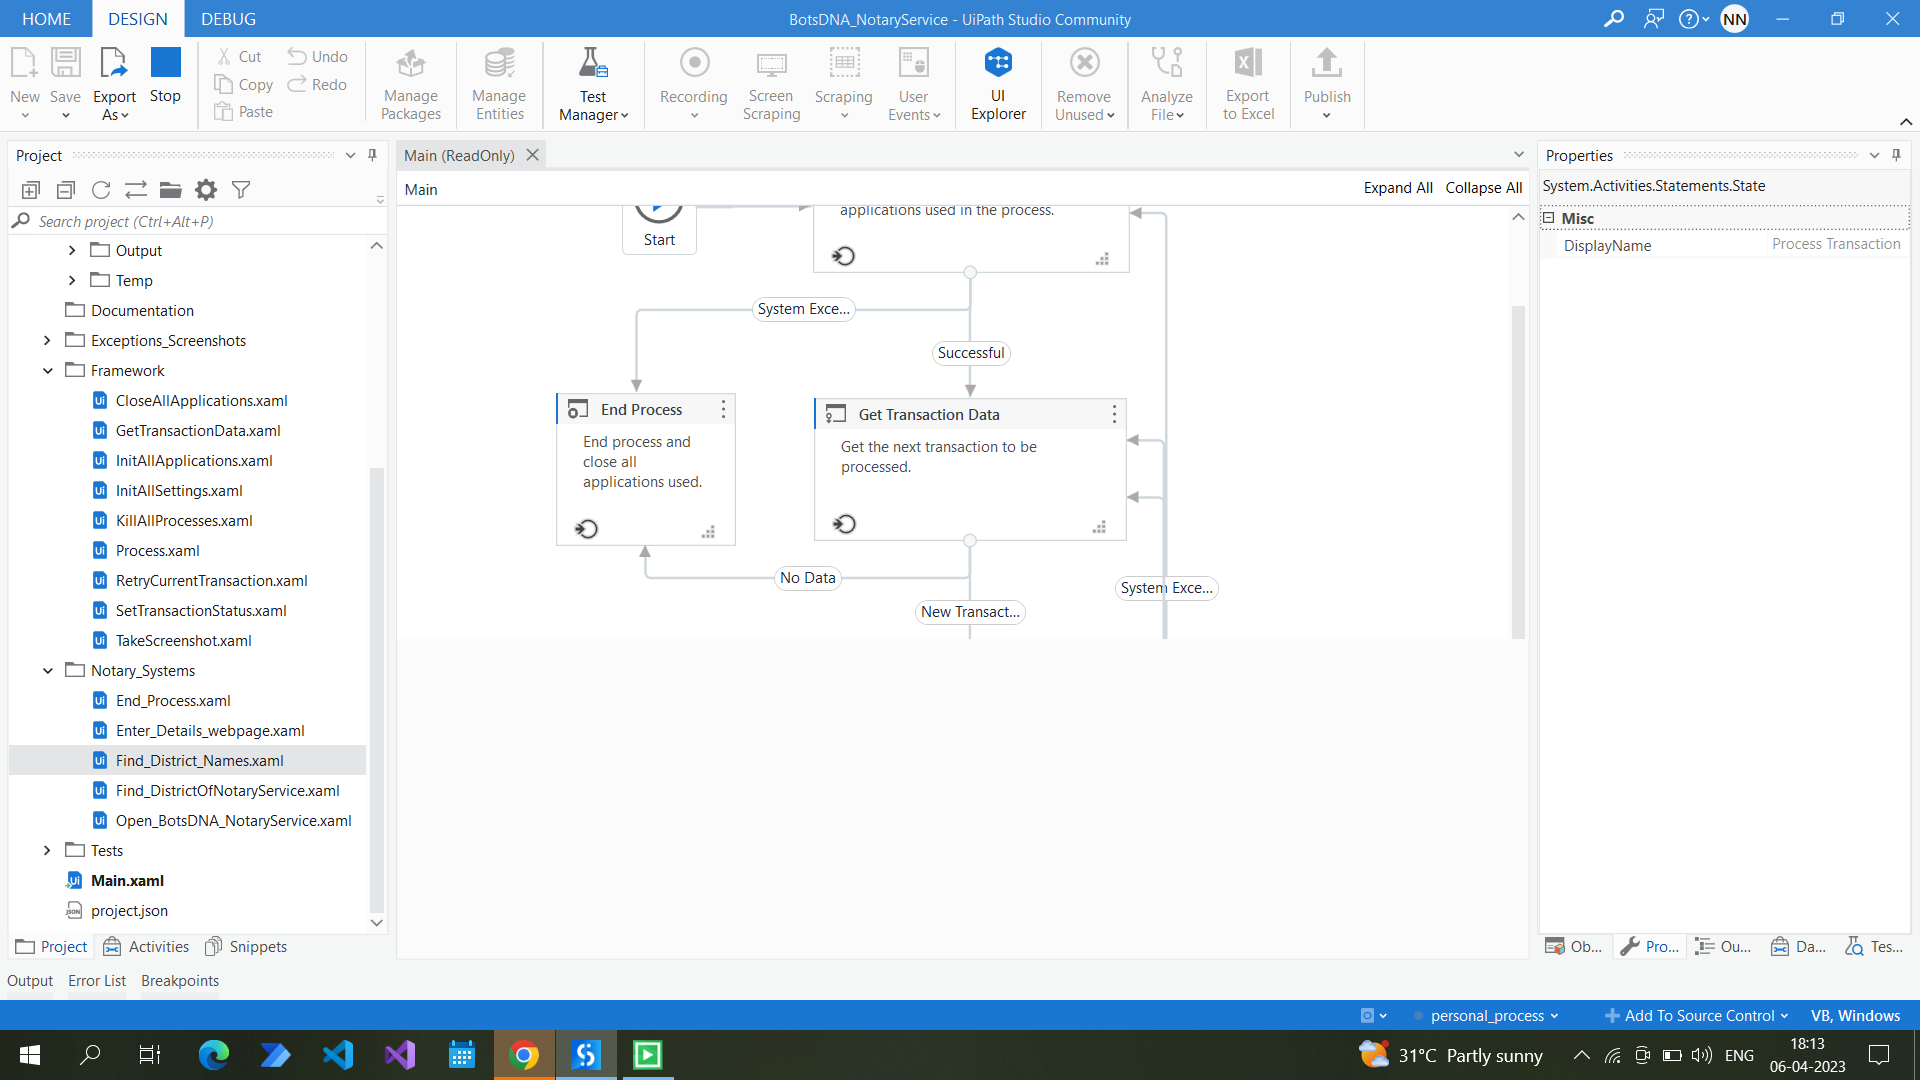 HOME
DESIGN
DEBUG
BotsDNA_NotaryService - UiPath Studio Community
NN
New
Save
Export As
Stop
Cut
Copy
Paste
Undo
Redo
Manage Packages
Manage Entities
Test Manager
Recording
Screen Scraping
Scraping
User Events
UI Explorer
Remove Unused
Analyze File
Export to Excel
Publish
Project
Search project (Ctrl+Alt+P)
Output
Temp
Documentation
Exceptions_Screenshots
Framework
CloseAllApplications.xaml
GetTransactionData.xaml
InitAllApplications.xaml
InitAllSettings.xaml
KillAllProcesses.xaml
Process.xaml
RetryCurrentTransaction.xaml
SetTransactionStatus.xaml
TakeScreenshot.xaml
Notary_Systems
End_Process.xaml
Enter_Details_webpage.xaml
Find_District_Names.xaml
Find_DistrictOfNotaryService.xaml
Open_BotsDNA_NotaryService.xaml
Tests
Main.xaml
project.json
Project
Activities
Snippets
Output
Error List
Breakpoints
Main (ReadOnly)
Main
Expand All
Collapse All
Start
applications used in the process.
System Exce...
Successful
End Process
End process and
close all
applications used.
Get Transaction Data
Get the next transaction to be
processed.
No Data
New Transact...
System Exce...
Properties
System.Activities.Statements.State
Misc
DisplayName
Process Transaction
Ob...
Pro...
Ou...
Da...
Tes...
personal_process
Add To Source Control
VB, Windows
31°C Partly sunny
ENG
18:13
06-04-2023